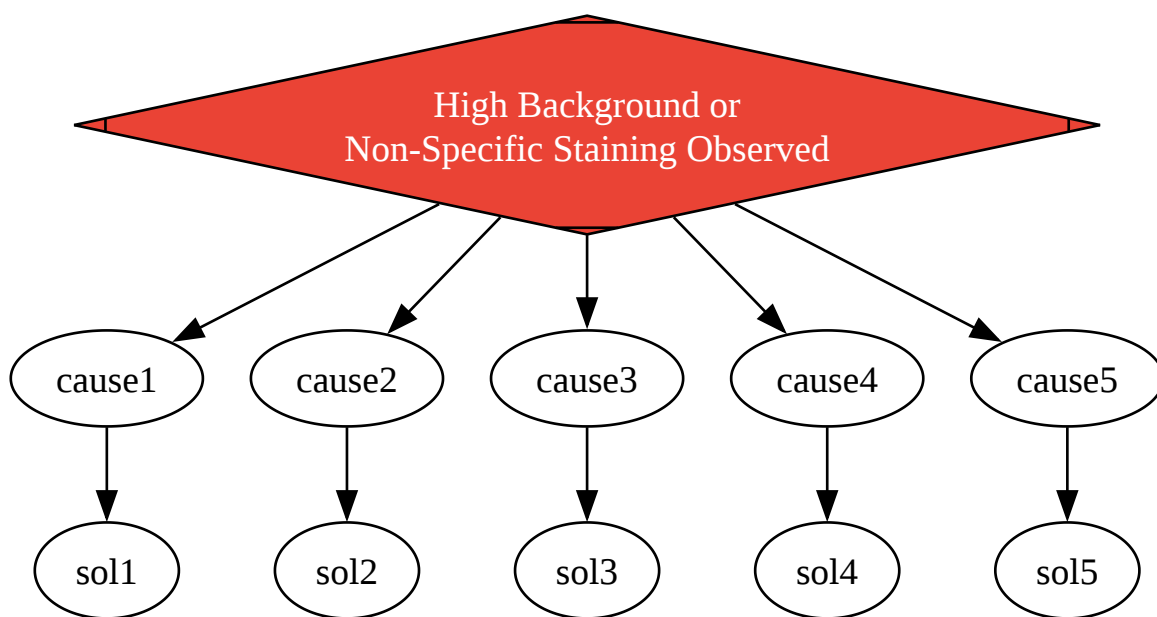 High Background or
Non-Specific Staining Observed
cause1 cause2 cause3 cause4 cause5
sol1 sol2 sol3 sol4 sol5